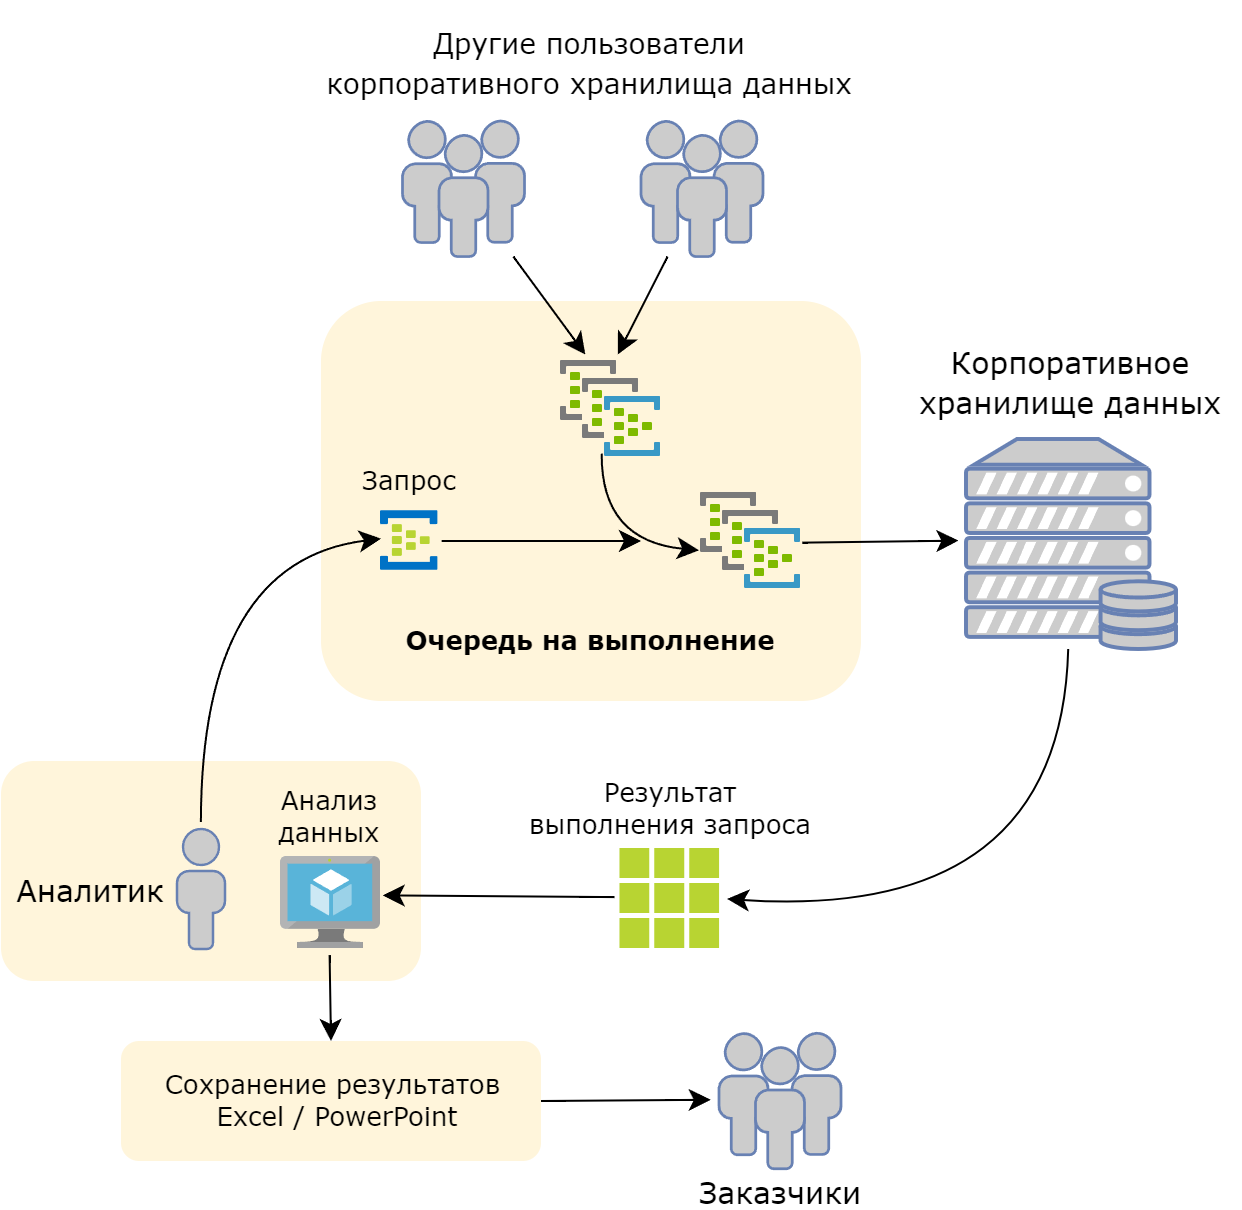 Другие пользователи
корпоративного хранилища данных
Корпоративное
хранилище данных
Запрос
Очередь на выполнение
Анализ
данных
Аналитик
Результат
выполнения запроса
Сохранение результатов
Excel / PowerPoint
Заказчики